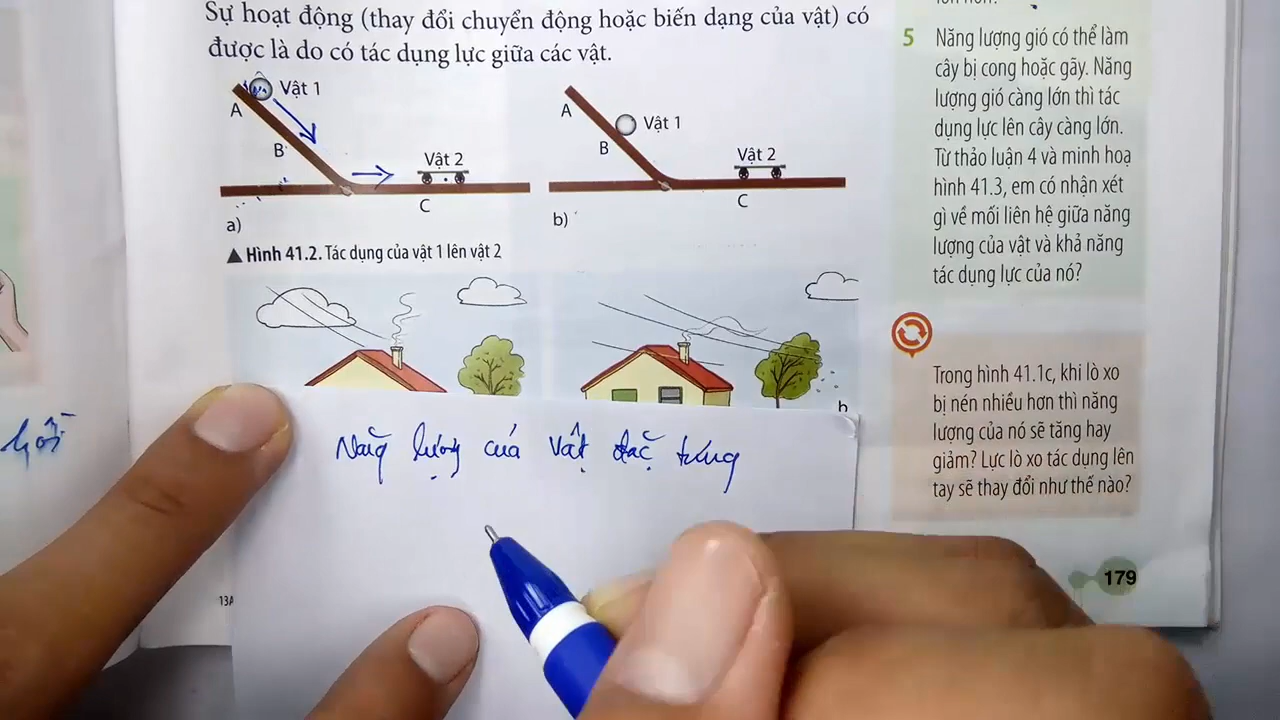 Sự hoạt động (thay đổi chuyển động hoặc biến dạng của vật) có
được là do có tác dụng lực giữa các vật.
Vật 1
A
B
Vật 2
C
a)
Vật 1
A
B
Vật 2
C
b)
▲ Hình 41.2. Tác dụng của vật 1 lên vật 2
Năng lượng của vật đặc trưng
5 Năng lượng gió có thể làm
cây bị cong hoặc gãy. Năng
lượng gió càng lớn thì tác
dụng lực lên cây càng lớn.
Từ thảo luận 4 và minh hoạ
hình 41.3, em có nhận xét
gì về mối liên hệ giữa năng
lượng của vật và khả năng
tác dụng lực của nó?
Trong hình 41.1c, khi lò xo
bị nén nhiều hơn thì năng
lượng của nó sẽ tăng hay
giảm? Lực lò xo tác dụng lên
tay sẽ thay đổi như thế nào?
179